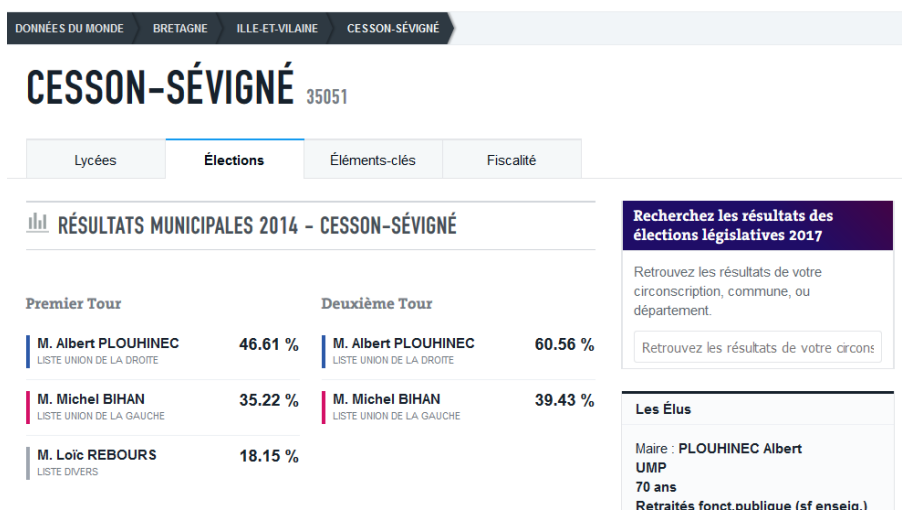 DONNÉES DU MONDE BRETAGNE ILLE-ET-VILAINE CESSON-SÉVIGNÉ
CESSON-SÉVIGNÉ 35051
Lycées Élections Éléments-clés Fiscalité
RÉSULTATS MUNICIPALES 2014 - CESSON-SÉVIGNÉ
Premier Tour
M. Albert PLOUHINEC 46.61 %
LISTE UNION DE LA DROITE
M. Michel BIHAN 35.22 %
LISTE UNION DE LA GAUCHE
M. Loïc REBOURS 18.15 %
LISTE DIVERS
Deuxième Tour
M. Albert PLOUHINEC 60.56 %
LISTE UNION DE LA DROITE
M. Michel BIHAN 39.43 %
LISTE UNION DE LA GAUCHE
Recherchez les résultats des
élections législatives 2017
Retrouvez les résultats de votre
circonscription, commune, ou
département.
Retrouvez les résultats de votre circons
Les Élus
Maire : PLOUHINEC Albert
UMP
70 ans
Retraités fonct.publique (sf enseig.)